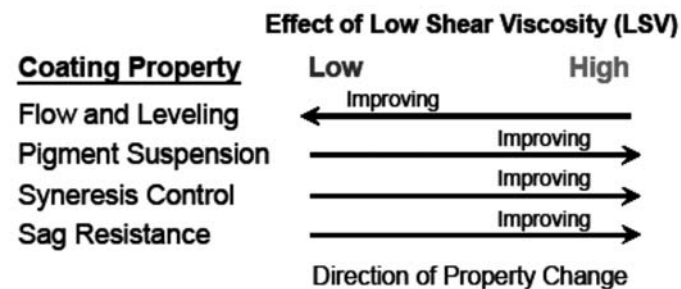 Effect of Low Shear Viscosity (LSV)
Coating Property Low High
Flow and Leveling Improving
Pigment Suspension Improving
Syneresis Control Improving
Sag Resistance Improving
Direction of Property Change